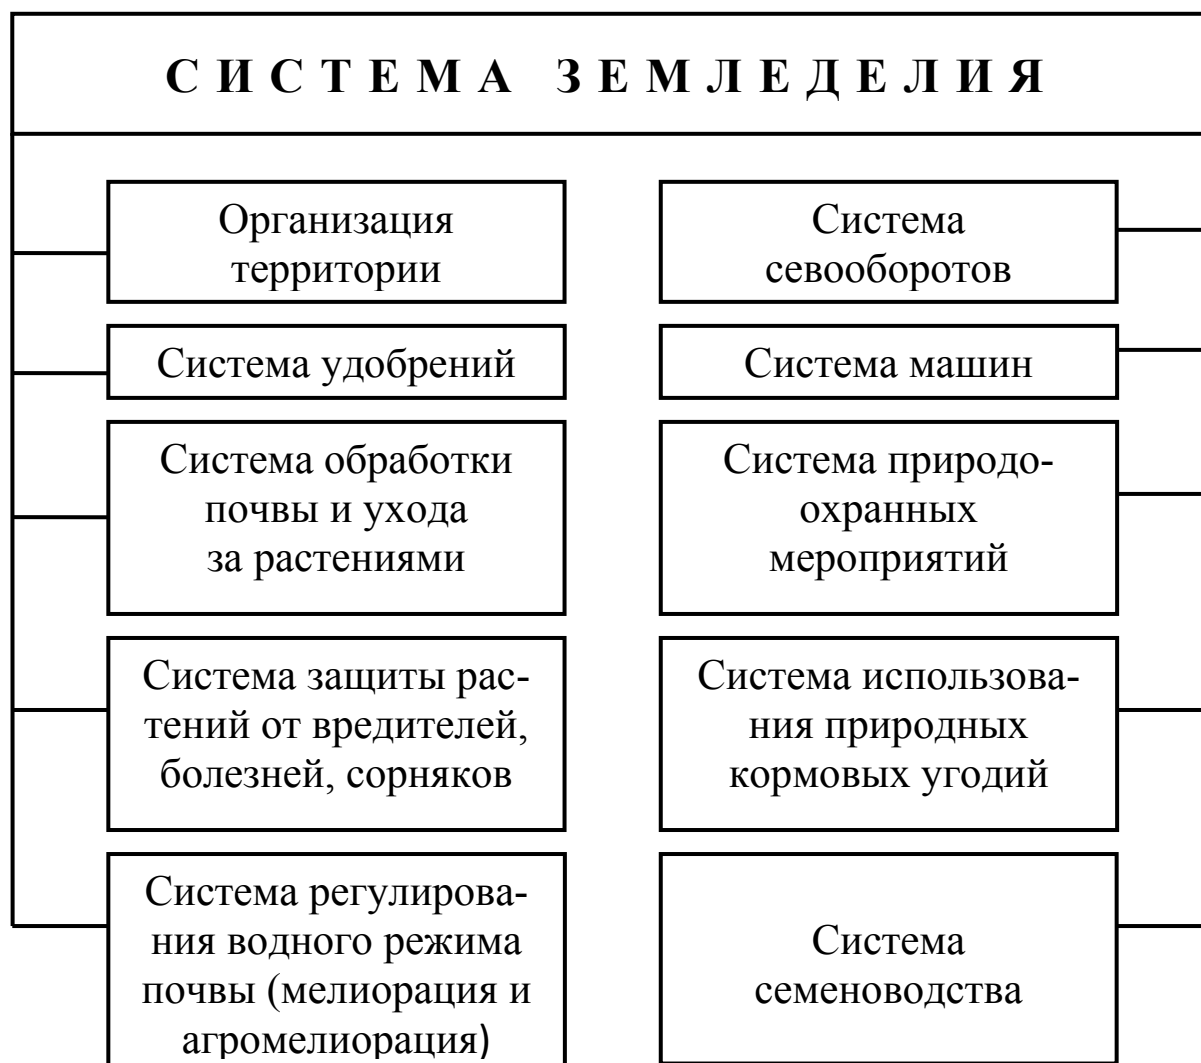 СИСТЕМА ЗЕМЛЕДЕЛИЯ
Организация
территории
Система
севооборотов
Система удобрений
Система машин
Система обработки
почвы и ухода
за растениями
Система природо-
охранных
мероприятий
Система защиты рас-
тений от вредителей,
болезней, сорняков
Система использова-
ния природных
кормовых угодий
Система регулирова-
ния водного режима
почвы (мелиорация и
агромелиорация)
Система
семеноводства